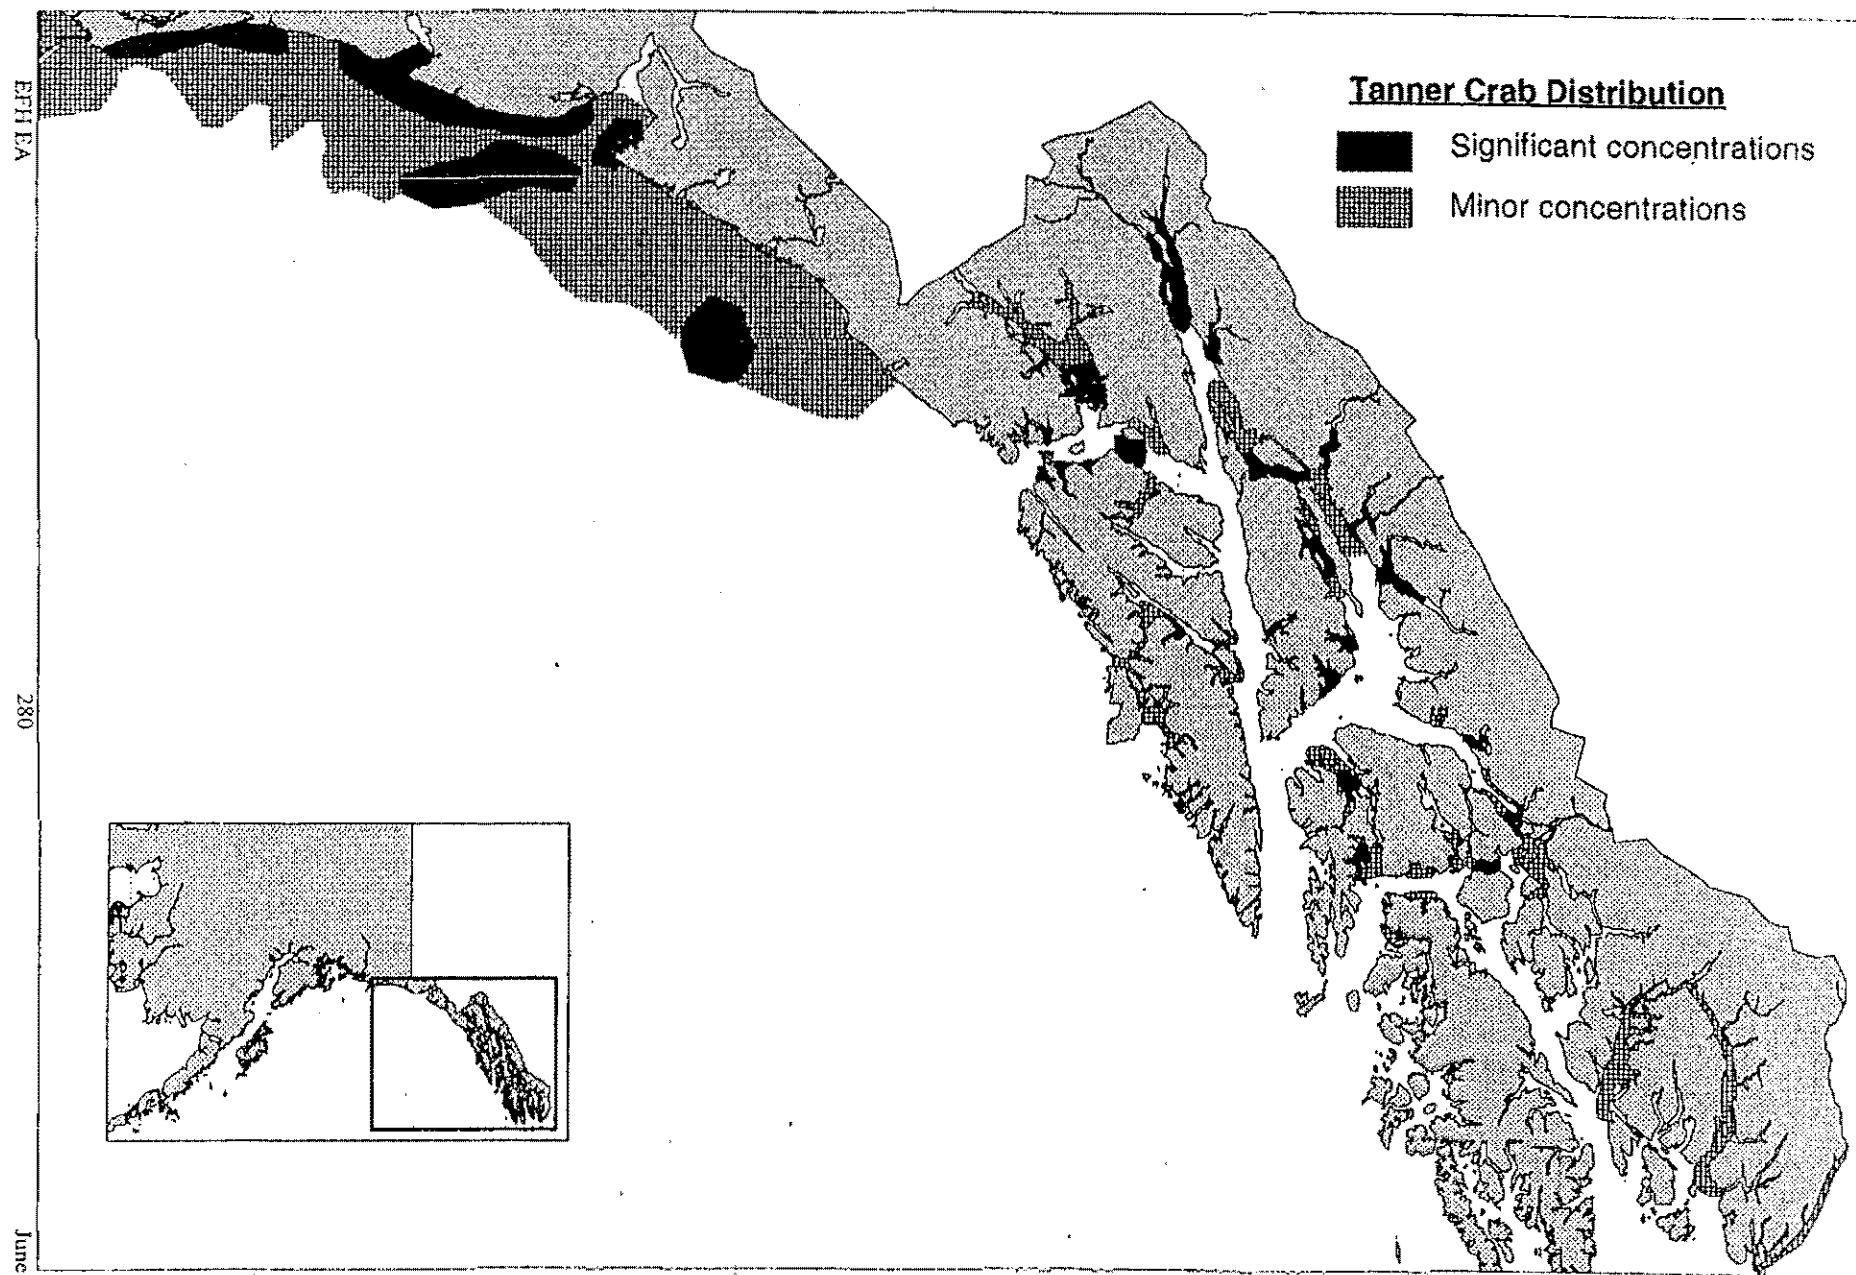 Tanner Crab Distribution
Significant concentrations
Minor concentrations
EFH EA
280
June